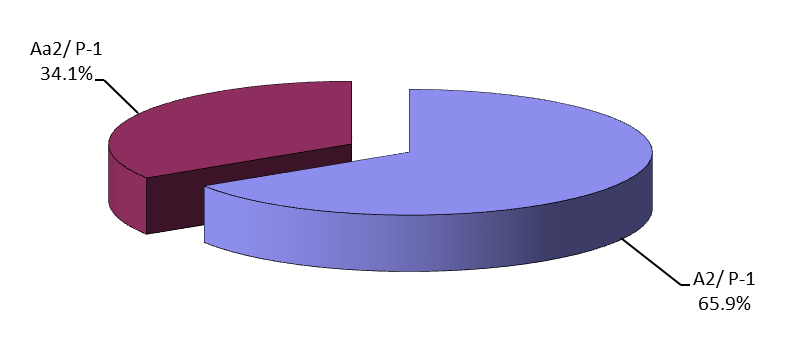 Aa2/ P-1
34.1%
A2/ P-1
65.9%